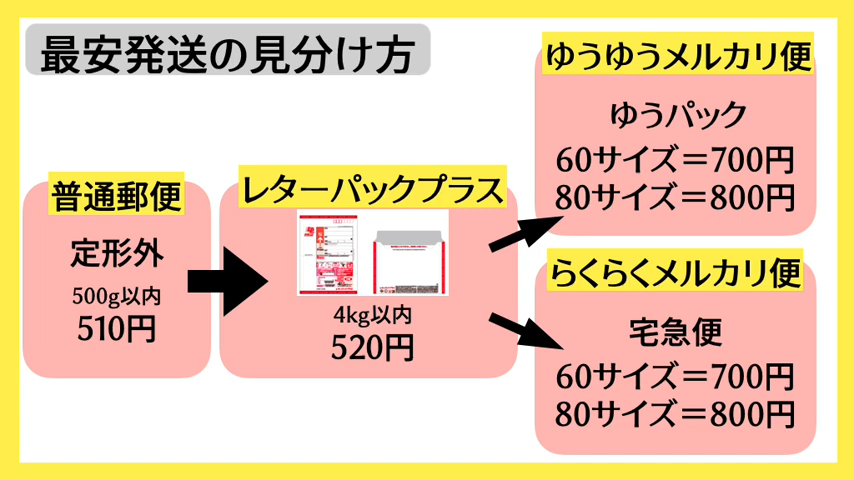 最安発送の見分け方
普通郵便
定形外
500g以内
510円
レターパックプラス
4kg以内
520円
ゆうゆうメルカリ便
ゆうパック
60サイズ＝700円
80サイズ＝800円
らくらくメルカリ便
宅急便
60サイズ＝700円
80サイズ＝800円